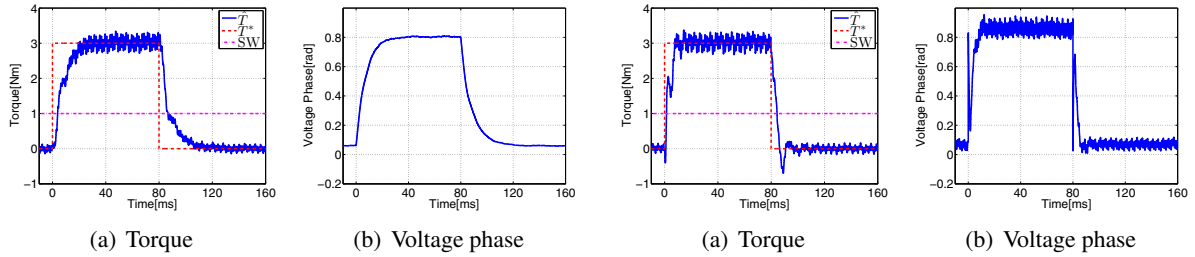 4
3
2
1
0
−1
0 40 80 120 160
Torque[Nm]
Time[ms]
T̂
T*
SW
(a) Torque
0.8
0.6
0.4
0.2
0
−0.2
0 40 80 120 160
Voltage Phase[rad]
Time[ms]
(b) Voltage phase
4
3
2
1
0
−1
0 40 80 120 160
Torque[Nm]
Time[ms]
T̂
T*
SW
(a) Torque
0.8
0.6
0.4
0.2
0
−0.2
0 40 80 120 160
Voltage Phase[rad]
Time[ms]
(b) Voltage phase